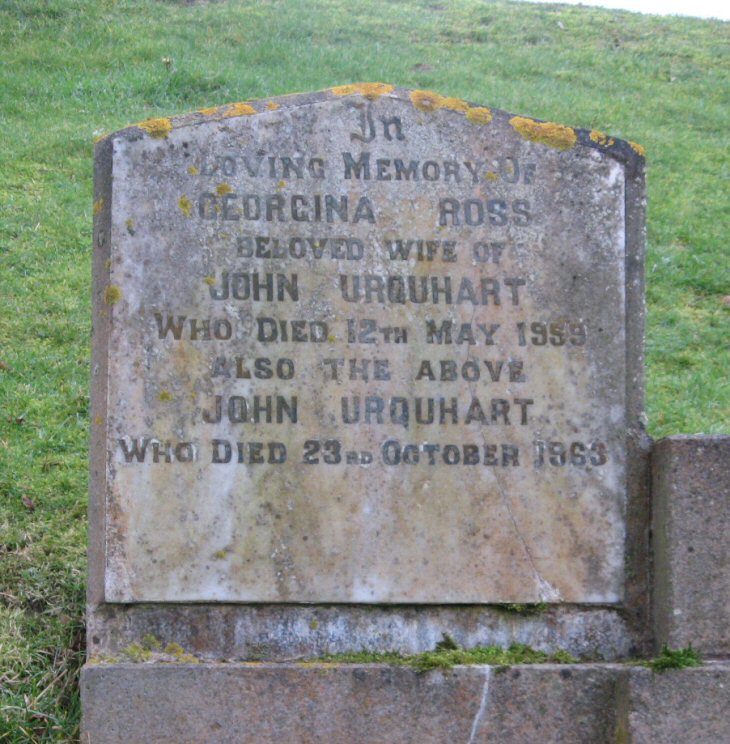 In
LOVING MEMORY OF
GEORGINA ROSS
BELOVED WIFE OF
JOHN URQUHART
WHO DIED 12TH MAY 1959
ALSO THE ABOVE
JOHN URQUHART
WHO DIED 23RD OCTOBER 1963